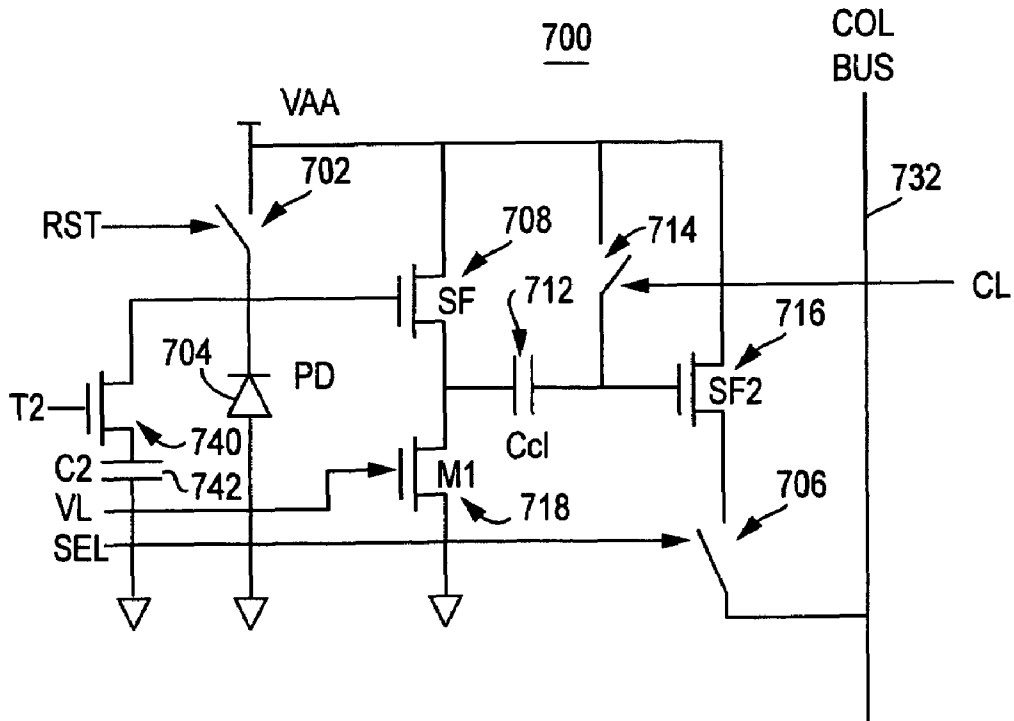 700
COL
BUS
VAA
702
732
RST
708
714
SF
712
CL
716
704
PD
SF2
T2
740
Ccl
C2
742
M1
706
VL
718
SEL